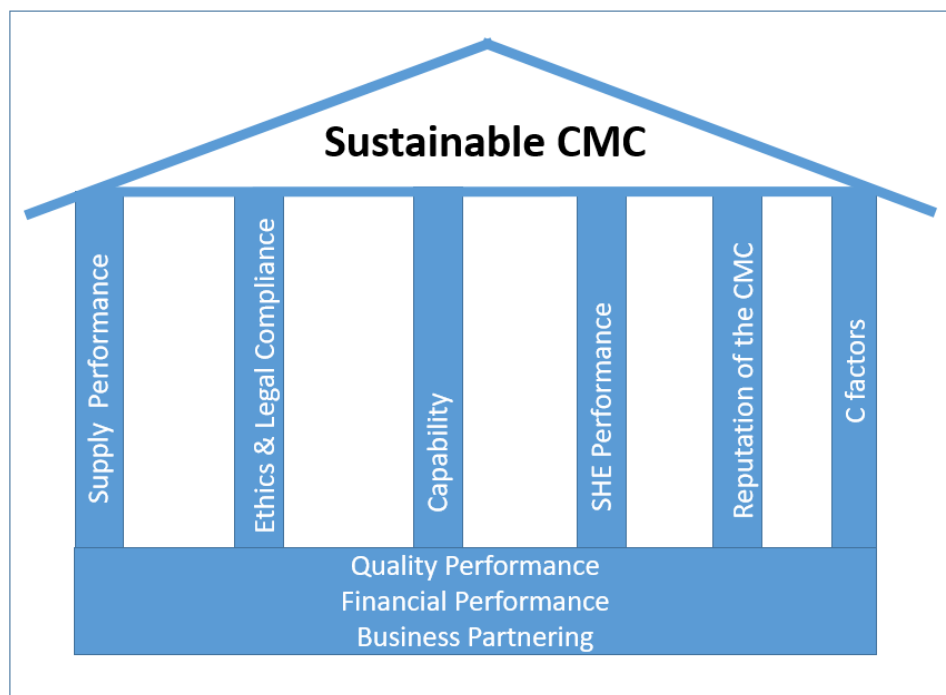 Sustainable CMC
Supply Performance
Ethics & Legal Compliance
Capability
SHE Performance
Reputation of the CMC
C factors
Quality Performance
Financial Performance
Business Partnering